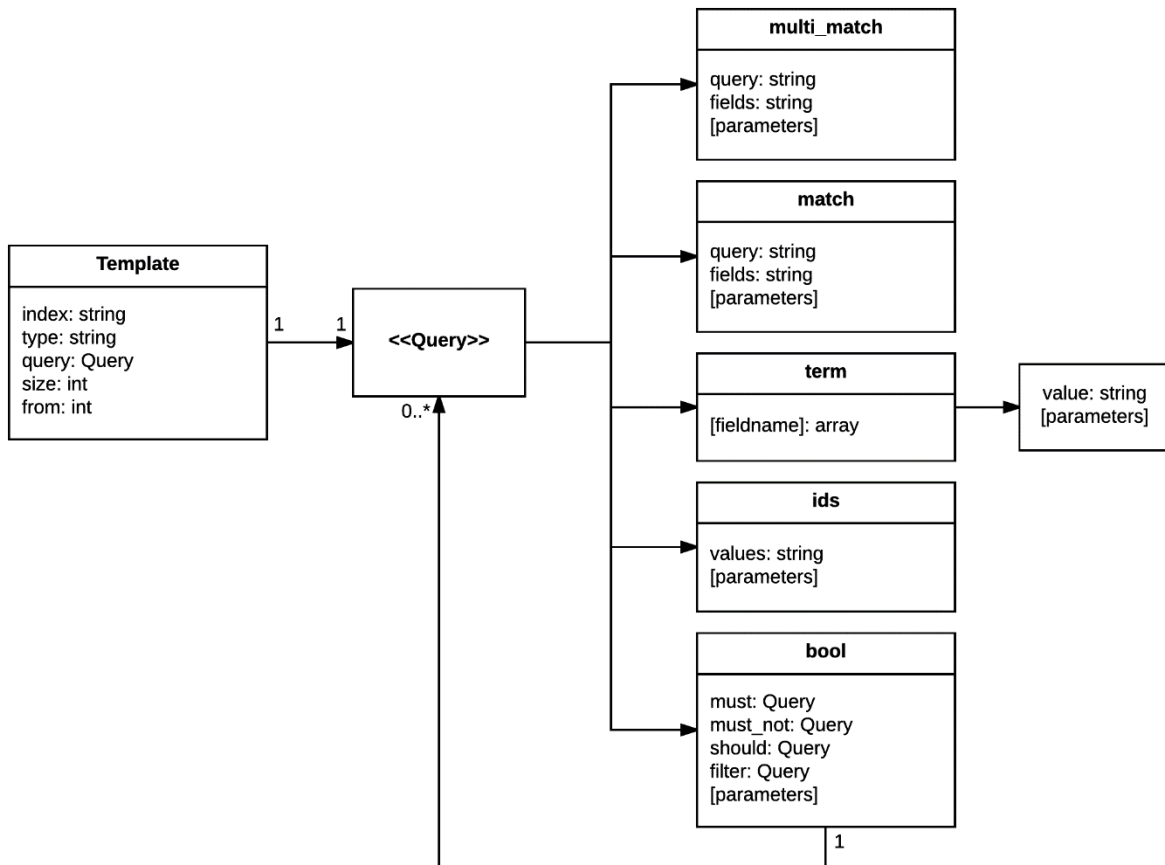 multi_match
query: string
fields: string
[parameters]
match
query: string
fields: string
[parameters]
Template
index: string
type: string
query: Query
size: int
from: int
1
1
<<Query>>
0..*
term
[fieldname]: array
value: string
[parameters]
ids
values: string
[parameters]
bool
must: Query
must_not: Query
should: Query
filter: Query
[parameters]
1